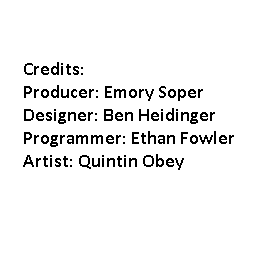 Credits:
Producer: Emory Soper
Designer: Ben Heidinger
Programmer: Ethan Fowler
Artist: Quintin Obey